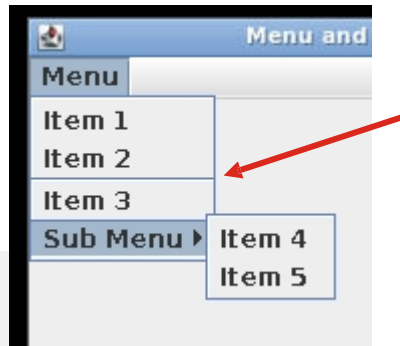 Menu and
Menu
Item 1
Item 2
Item 3
Sub Menu
Item 4
Item 5